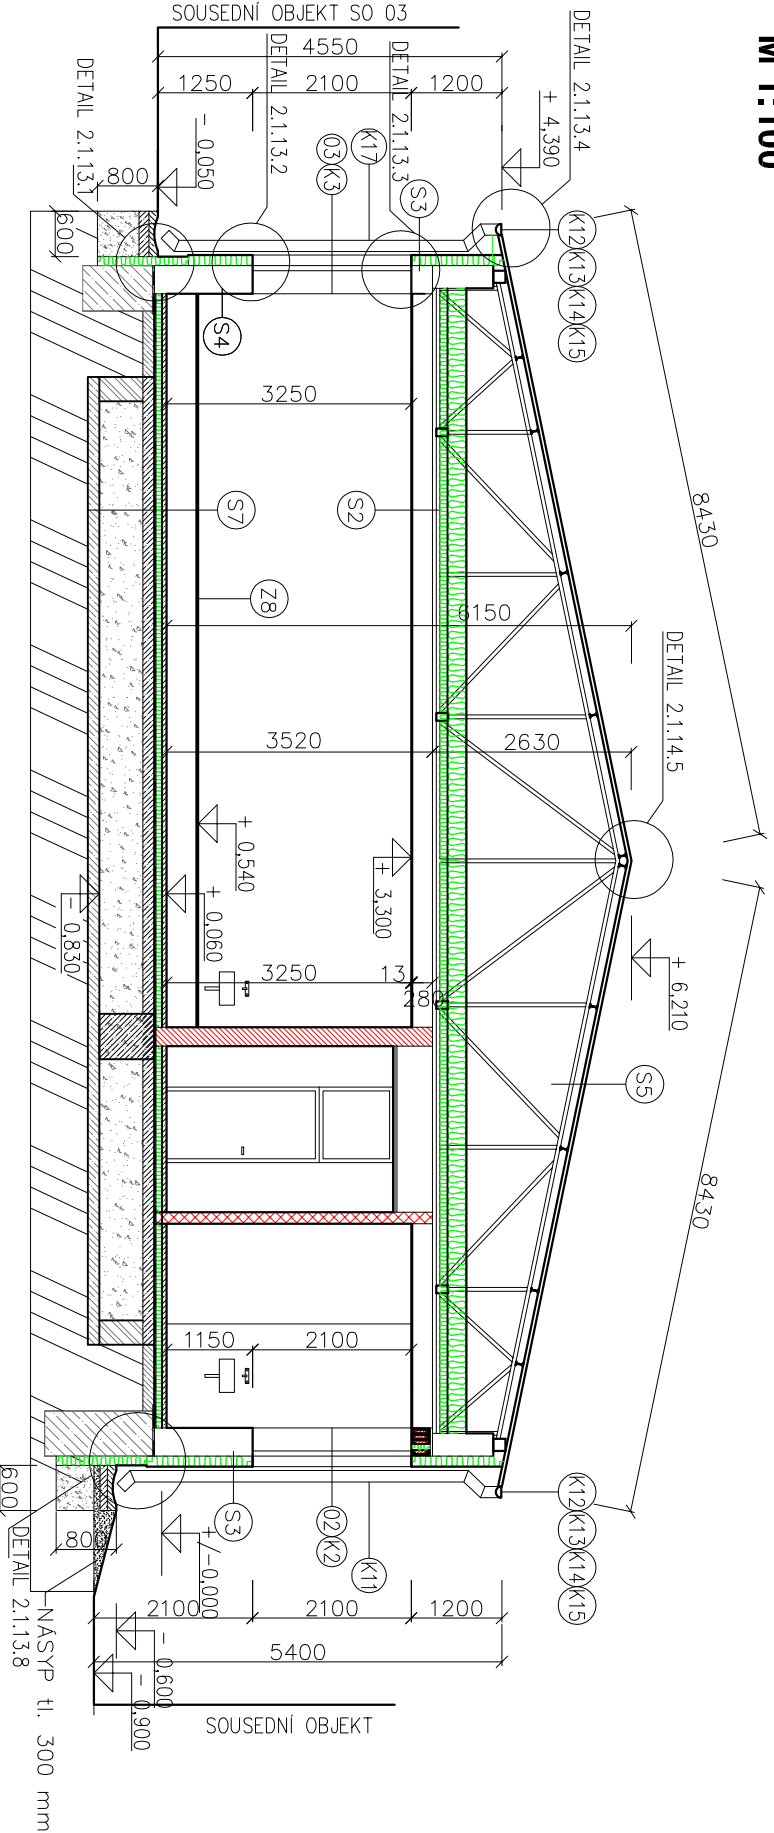 M 1:100
SOUSEDNÍ OBJEKT SO 03
4550
1250
2100
1200
DETAIL 2.1.13.1
DETAIL 2.1.13.2
DETAIL 2.1.13.3
DETAIL 2.1.13.4
- 0,050
+ 4,390
800
600
K17
03
K3
S3
S4
K12
K13
K14
K15
8430
3250
S7
S2
Z8
6150
DETAIL 2.1.14.5
3520
2630
+ 0,540
+ 3,300
+ 0,060
- 0,830
+ 6,210
3250
13
280
S5
8430
1150
2100
S3
02
K2
K11
K12
K13
K14
K15
600
80
DETAIL 2.1.13.8
+/-0,000
2100
2100
1200
5400
- 0,600
- 0,900
NÁSYP tl. 300 mm
SOUSEDNÍ OBJEKT